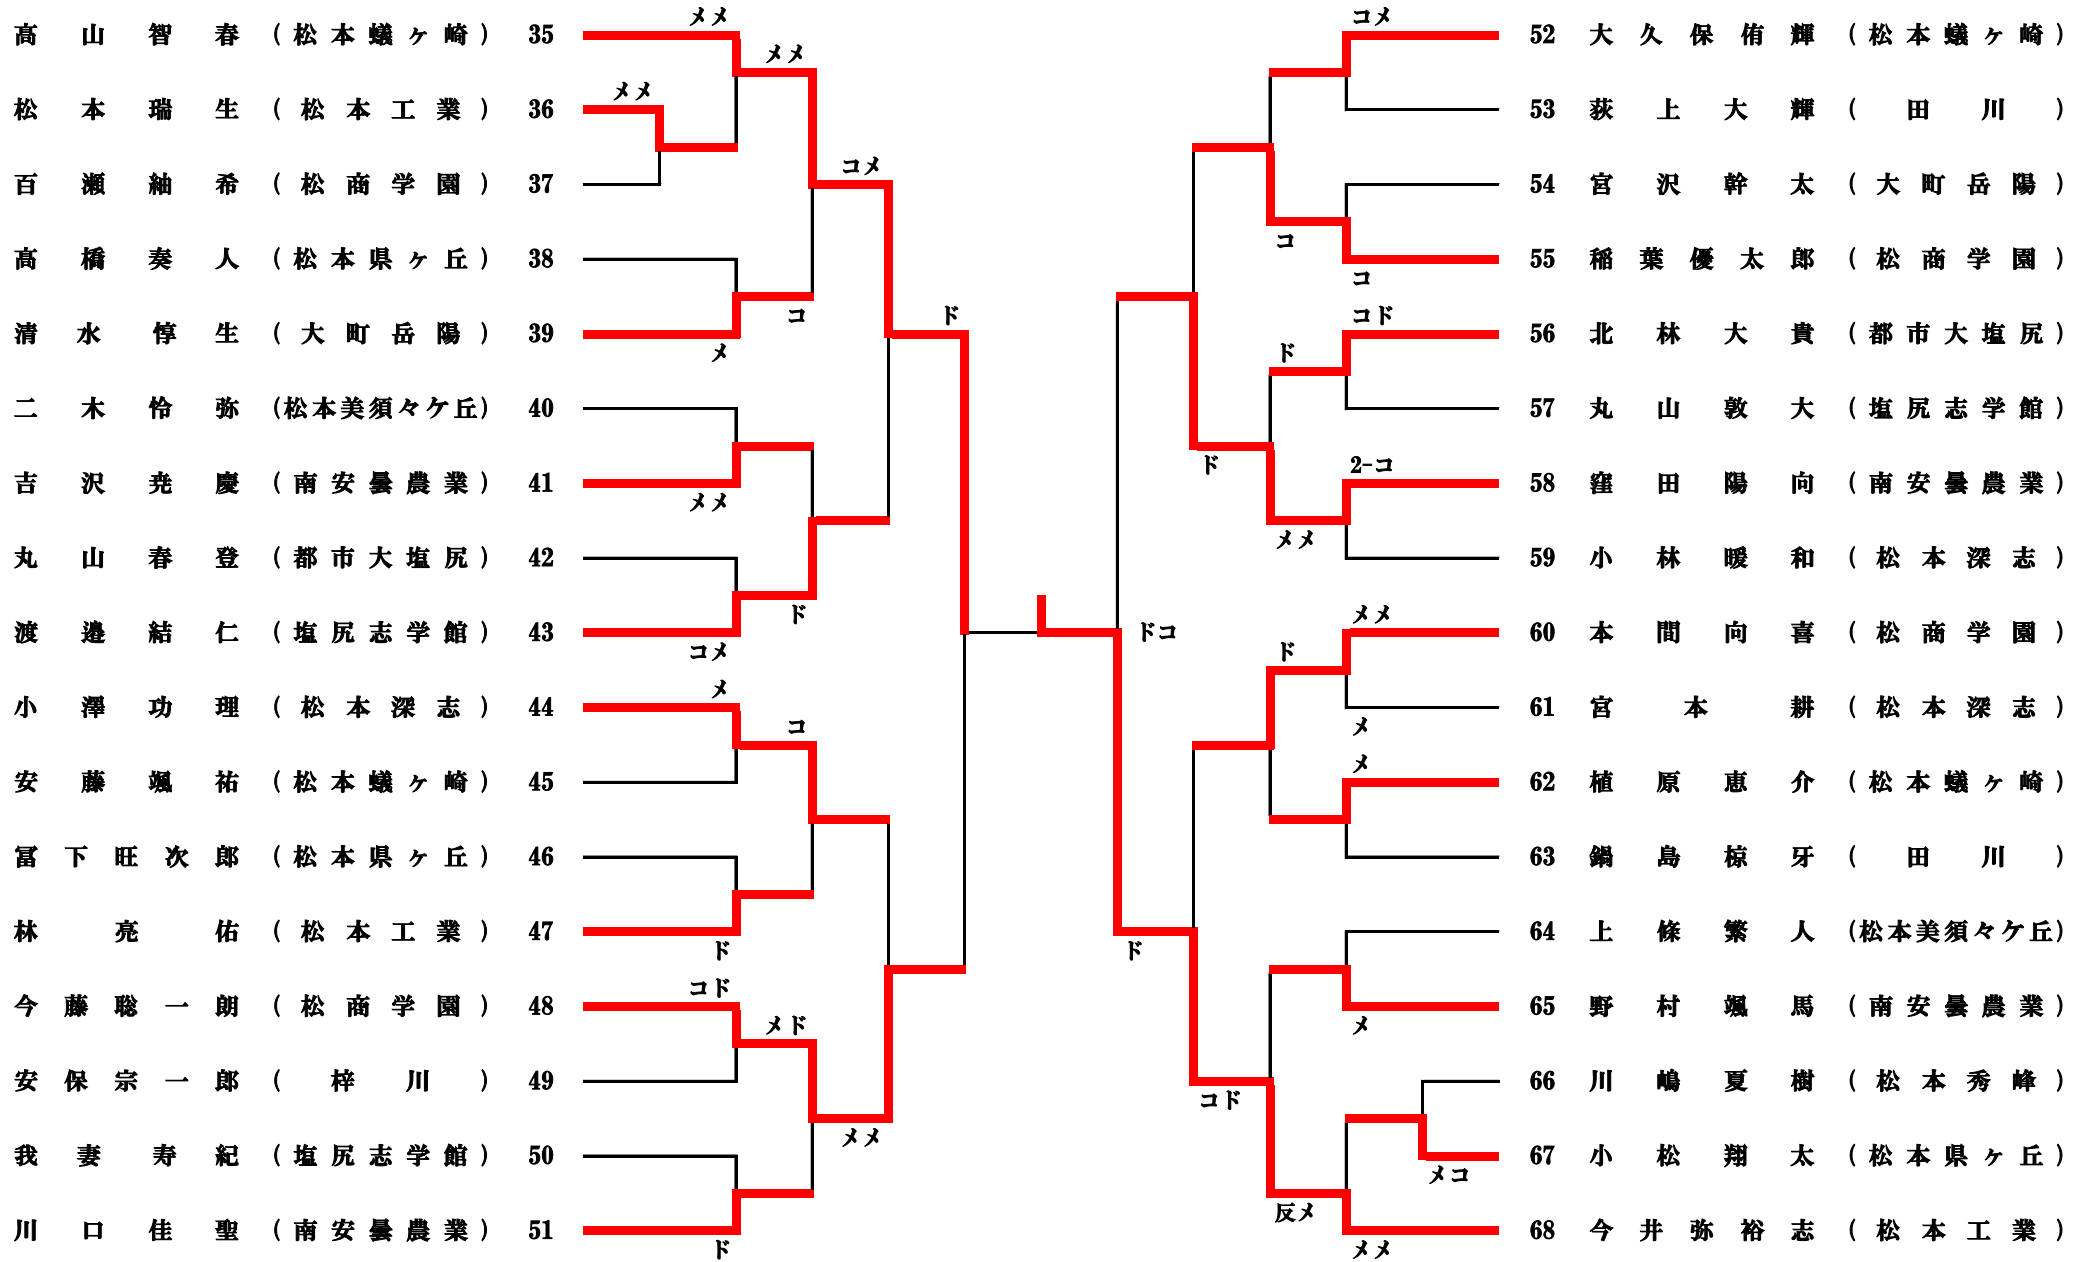 高山智春 (松本蟻ヶ崎) 35
松本瑞生 (松本工業) 36
百瀬紬希 (松商学園) 37
高橋奏人 (松本県ヶ丘) 38
清水惇生 (大町岳陽) 39
二木怜弥 (松本美須々ケ丘) 40
吉沢尭慶 (南安曇農業) 41
丸山春登 (都市大塩尻) 42
渡邉結仁 (塩尻志学館) 43
小澤功理 (松本深志) 44
安藤颯祐 (松本蟻ヶ崎) 45
冨下旺次郎 (松本県ヶ丘) 46
林亮佑 (松本工業) 47
今藤聡一朗 (松商学園) 48
安保宗一郎 (梓川) 49
我妻寿紀 (塩尻志学館) 50
川口佳聖 (南安曇農業) 51
メメ
メメ
メメ
コメ
コ
メ
ド
メメ
ド
コメ
メ
コ
ド
コド
メド
メメ
ド
コメ
コ
コ
コド
ド
ド
2-コ
メメ
メメ
ド
ドコ
メ
メ
ド
メ
コド
メコ
反メ
メメ
52 大久保侑輝 (松本蟻ヶ崎)
53 荻上大輝 (田川)
54 宮沢幹太 (大町岳陽)
55 稲葉優太郎 (松商学園)
56 北林大貴 (都市大塩尻)
57 丸山敦大 (塩尻志学館)
58 窪田陽向 (南安曇農業)
59 小林暖和 (松本深志)
60 本間向喜 (松商学園)
61 宮本耕 (松本深志)
62 植原恵介 (松本蟻ヶ崎)
63 鍋島椋牙 (田川)
64 上條繁人 (松本美須々ケ丘)
65 野村颯馬 (南安曇農業)
66 川嶋夏樹 (松本秀峰)
67 小松翔太 (松本県ヶ丘)
68 今井弥裕志 (松本工業)